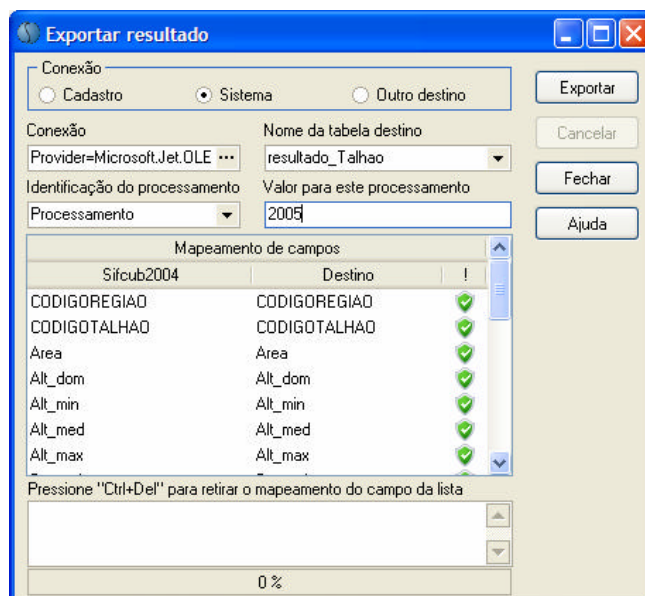 Exportar resultado
Conexão
Cadastro Sistema Outro destino
Exportar
Cancelar
Fechar
Ajuda
Conexão Nome da tabela destino
Provider=Microsoft.Jet.OLE ... resultado_Talhao
Identificação do processamento Valor para este processamento
Processamento 2005
Mapeamento de campos
Sifcub2004 Destino !
CODIGOREGIAO CODIGOREGIAO
CODIGOTALHAO CODIGOTALHAO
Area Area
Alt_dom Alt_dom
Alt_min Alt_min
Alt_med Alt_med
Alt_max Alt_max
Pressione "Ctrl+Del" para retirar o mapeamento do campo da lista
0 %